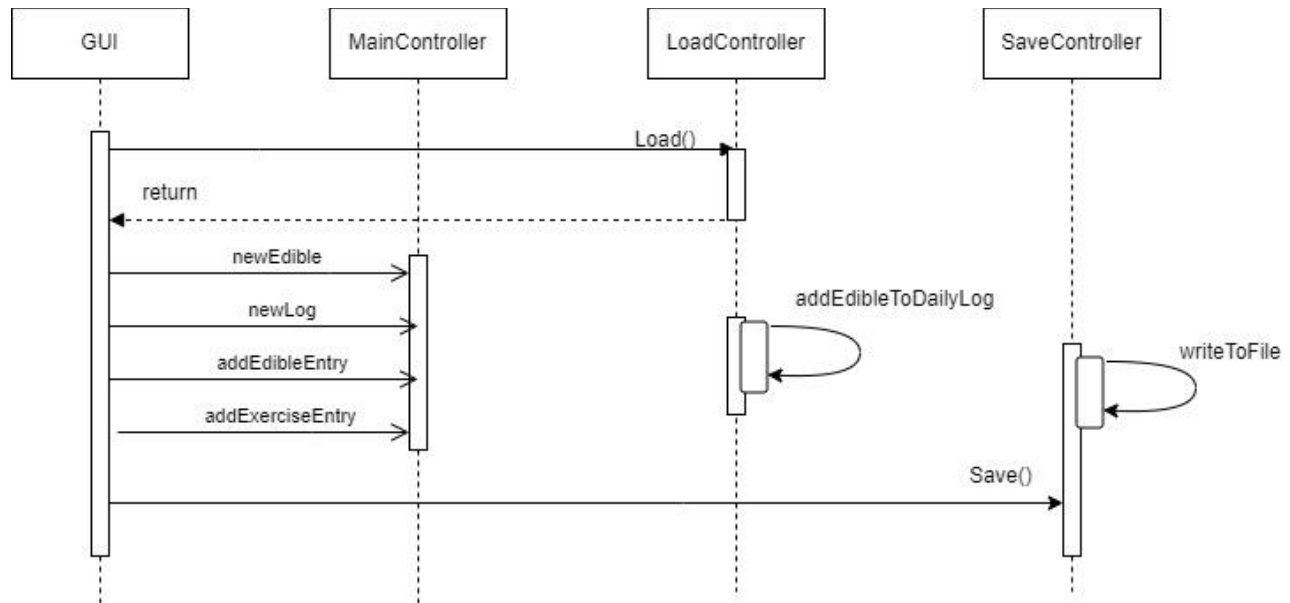 GUI
MainController
LoadController
SaveController
Load()
return
newEdible
addEdibleToDailyLog
newLog
writeToFile
addEdibleEntry
addExerciseEntry
Save()